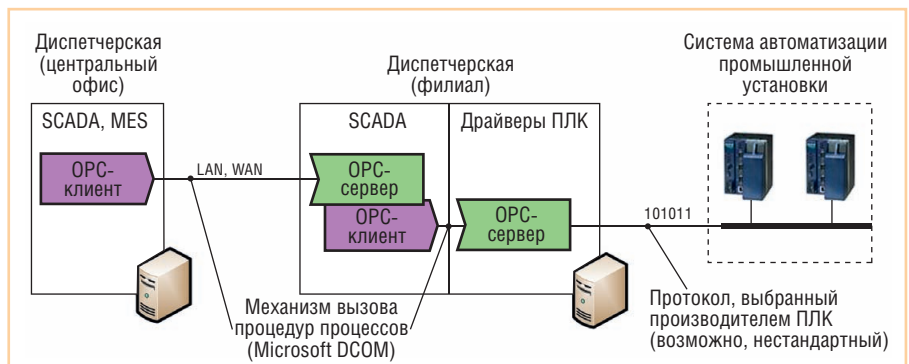 Диспетчерская
(центральный
офис)
SCADA, MES
OPC-
клиент
LAN, WAN
Диспетчерская
(филиал)
SCADA
Драйверы ПЛК
OPC-
сервер
OPC-
клиент
OPC-
сервер
101011
Система автоматизации
промышленной
установки
Механизм вызова
процедур процессов
(Microsoft DCOM)
Протокол, выбранный
производителем ПЛК
(возможно, нестандартный)